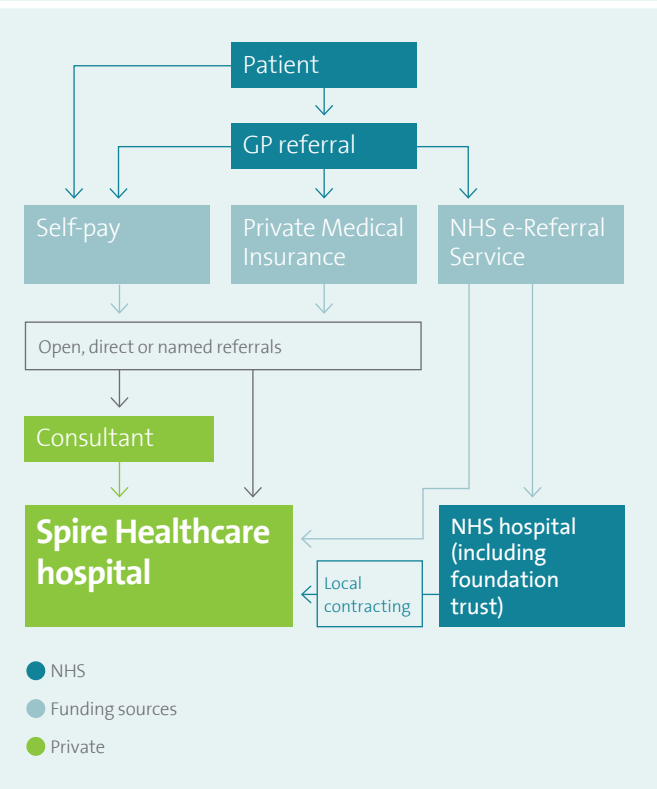 Patient
GP referral
Self-pay
Private Medical
Insurance
NHS e-Referral
Service
Open, direct or named referrals
Consultant
Spire Healthcare
hospital
NHS hospital
(including
foundation
trust)
Local
contracting
NHS
Funding sources
Private